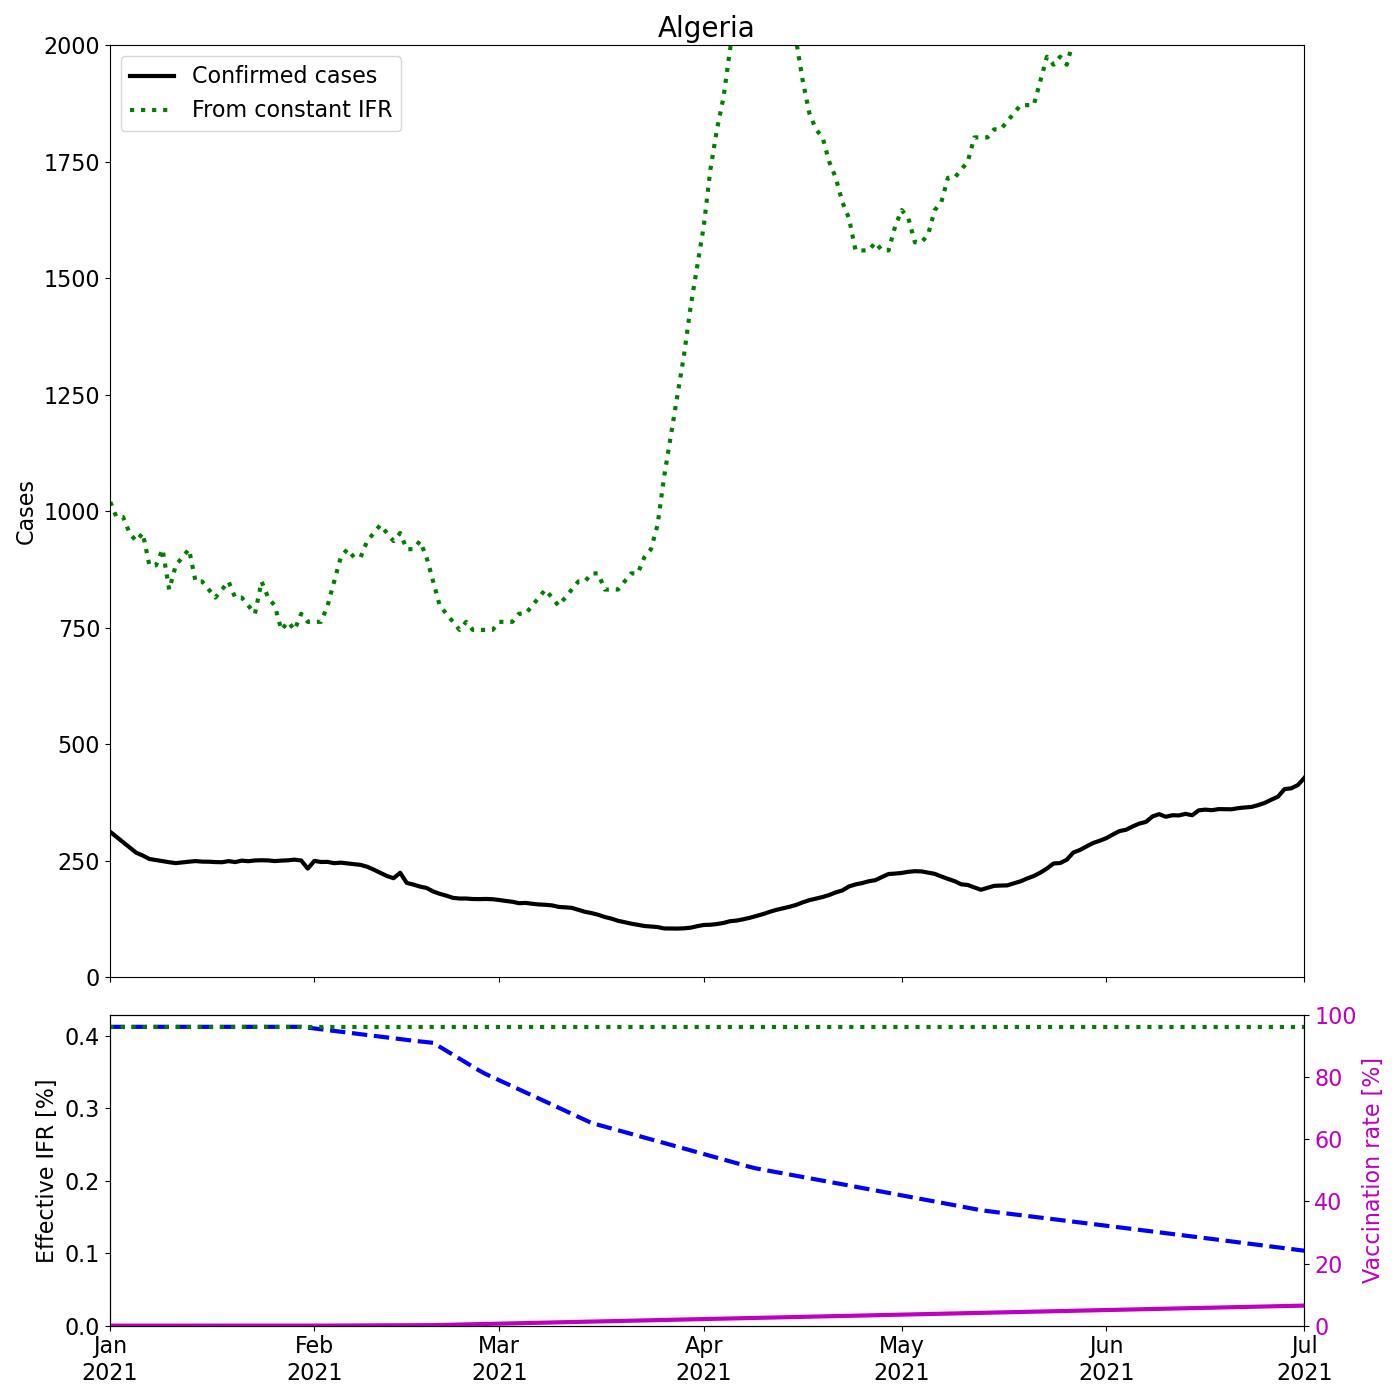 Algeria
2000
1750
1500
1250
1000
750
500
250
0
Cases
Confirmed cases
From constant IFR
0.4
0.3
0.2
0.1
0.0
Effective IFR [%]
100
80
60
40
20
0
Vaccination rate [%]
Jan Feb Mar Apr May Jun Jul
2021 2021 2021 2021 2021 2021 2021